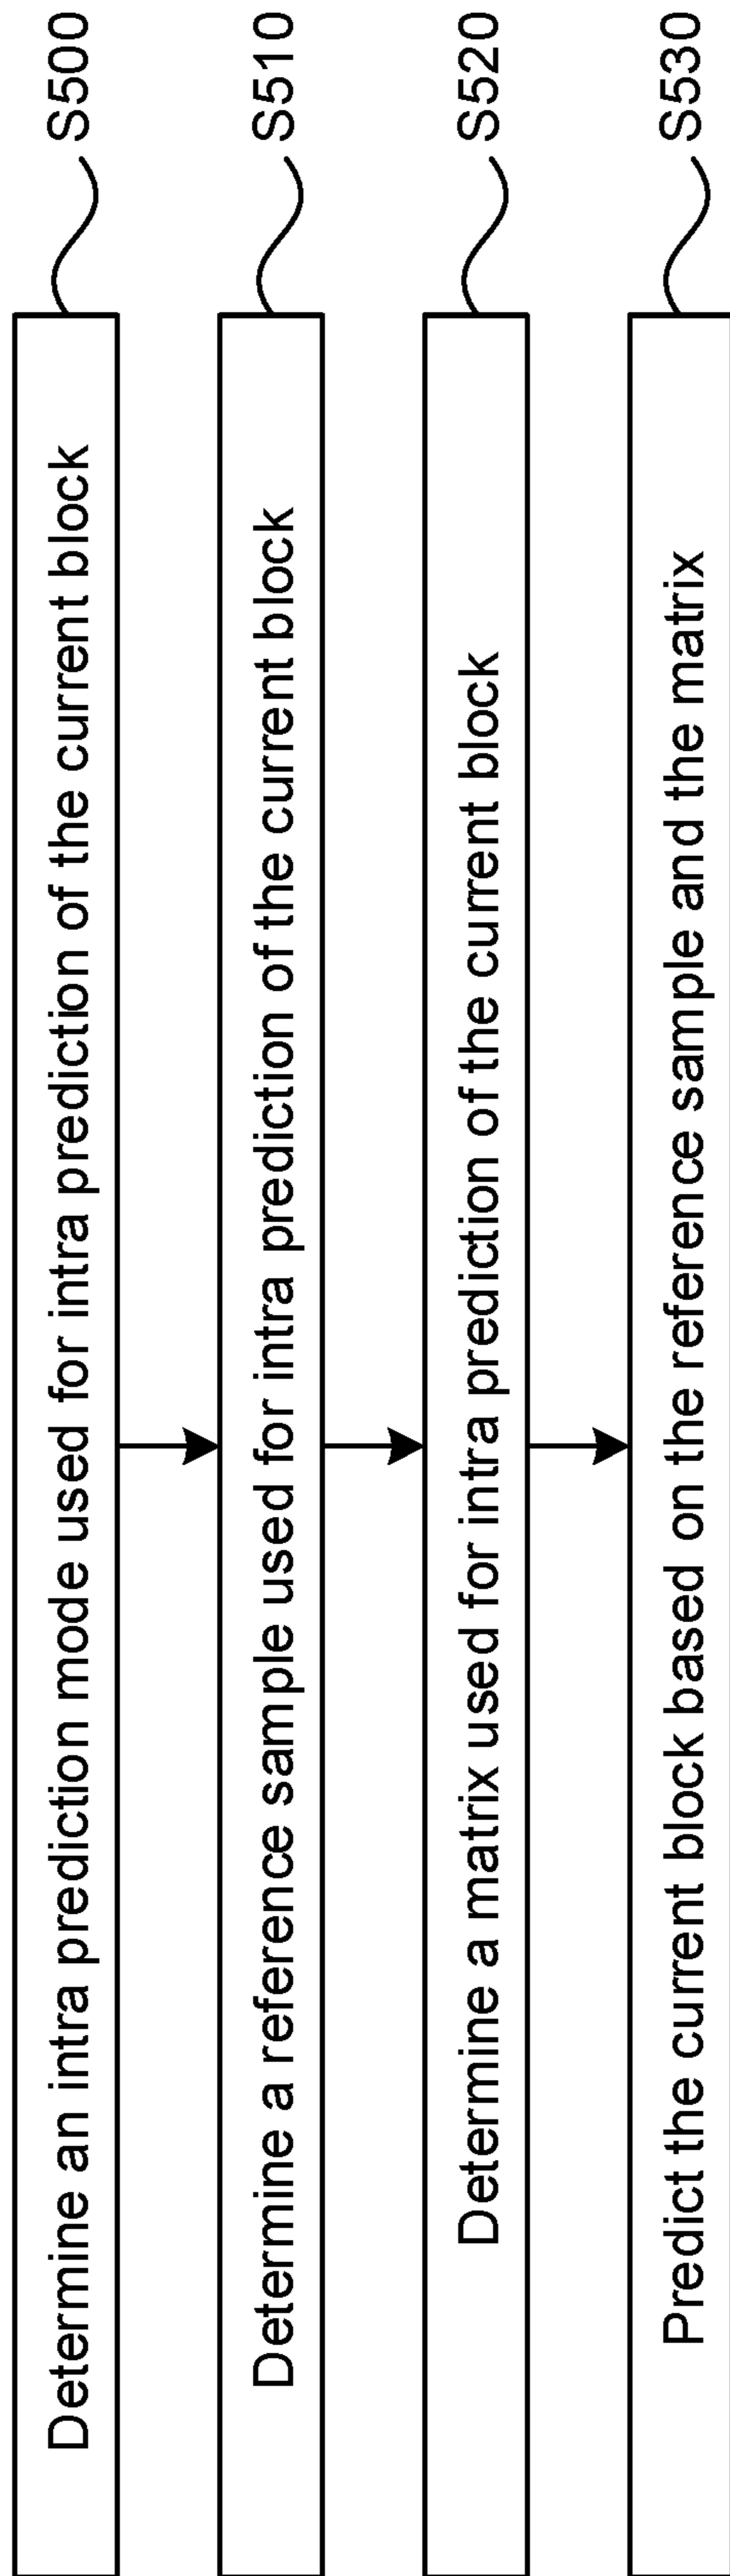 Determine an intra prediction mode used for intra prediction of the current block
S500
Determine a reference sample used for intra prediction of the current block
S510
Determine a matrix used for intra prediction of the current block
S520
Predict the current block based on the reference sample and the matrix
S530